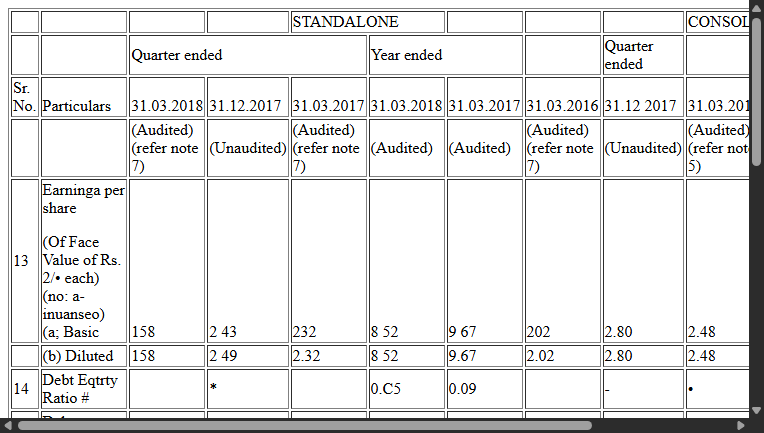 STANDALONE CONSOL
Quarter ended Year ended Quarter
ended
Sr.
No. Particulars 31.03.2018 31.12.2017 31.03.2017 31.03.2018 31.03.2017 31.03.2016 31.12 2017 31.03.201
(Audited) (Audited) (Audited) (Audited)
(refer note (Unaudited) (refer note (Audited) (Audited) (refer note (Unaudited) (refer not
7) 7) 7) 5)
Earninga per
share
(Of Face
13 Value of Rs.
2/• each)
(no: a-
inuanseo)
(a; Basic 158 2 43 232 8 52 9 67 202 2.80 2.48
(b) Diluted 158 2 49 2.32 8 52 9.67 2.02 2.80 2.48
14 Debt Eqtrty
Ratio # * 0.C5 0.09 - •